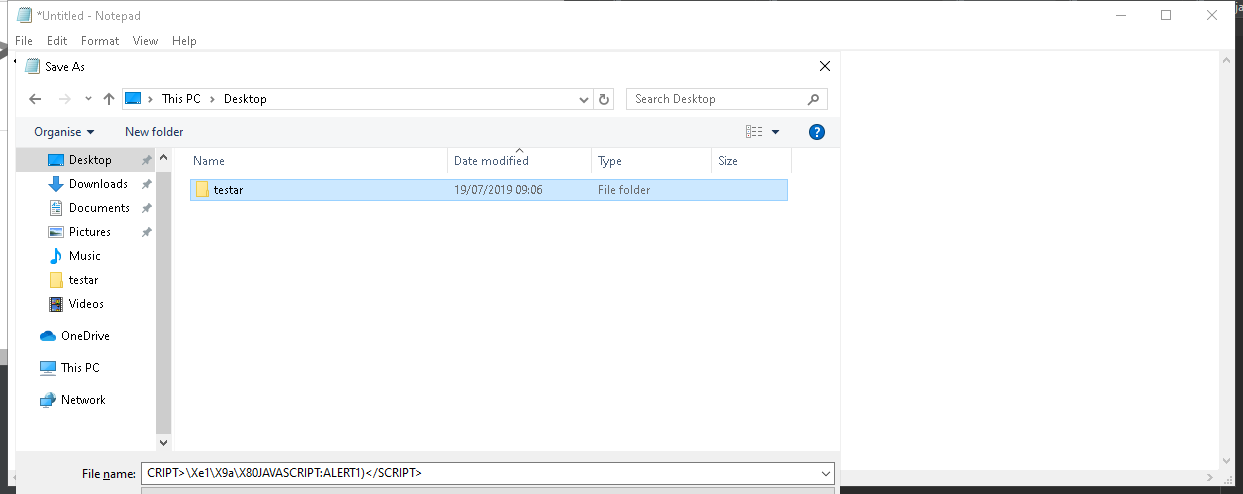 *Untitled - Notepad
File Edit Format View Help
Save As
This PC Desktop
Search Desktop
Organise New folder
?
Name Date modified Type Size
testar 19/07/2019 09:06 File folder
Desktop
Downloads
Documents
Pictures
Music
testar
Videos
OneDrive
This PC
Network
File name: CRIPT>\Xe1\X9a\X80JAVASCRIPT:ALERT1)</SCRIPT>